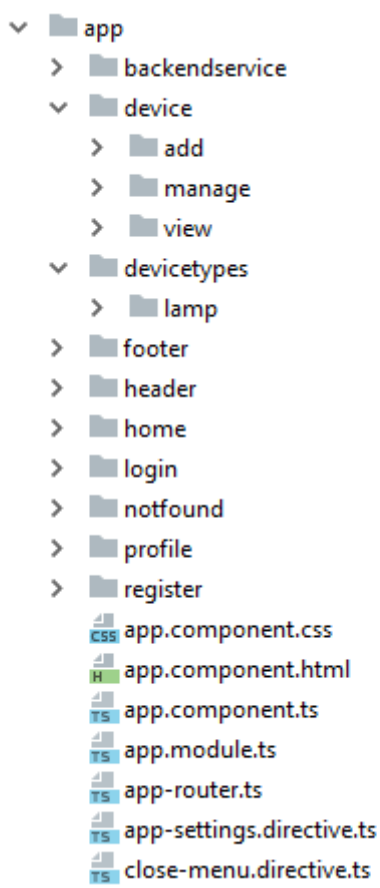 app
backendservice
device
add
manage
view
devicetypes
lamp
footer
header
home
login
notfound
profile
register
CSS app.component.css
H app.component.html
TS app.component.ts
TS app.module.ts
TS app-router.ts
TS app-settings.directive.ts
TS close-menu.directive.ts